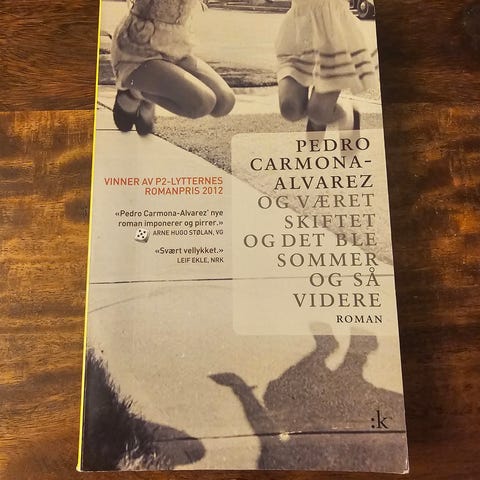 PEDRO
CARMONA-
ALVAREZ
OG VÆRET
SKIFTET
OG DET BLE
SOMMER
OG SÅ
VIDERE
ROMAN
VINNER AV P2-LYTTERNES
ROMANPRIS 2012
«Pedro Carmona-Alvarez' nye
roman imponerer og pirrer.»
ARNE HUGO STØLAN, VG
«Svært vellykket.»
LEIF EKLE, NRK
:k